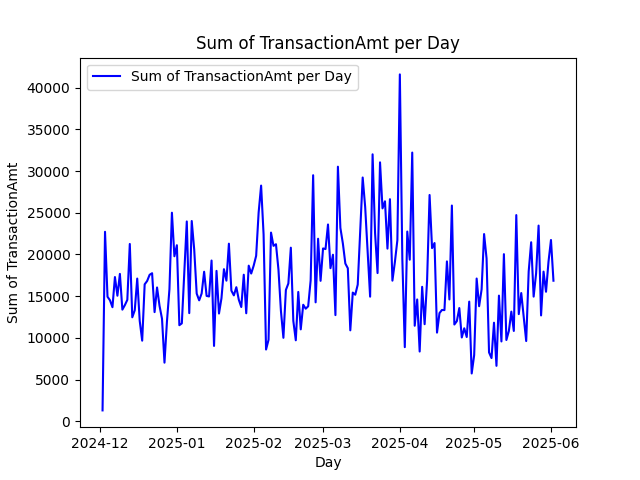 Sum of TransactionAmt per Day
Sum of TransactionAmt per Day
40000
35000
30000
25000
20000
15000
10000
5000
0
Sum of TransactionAmt
2024-12 2025-01 2025-02 2025-03 2025-04 2025-05 2025-06
Day